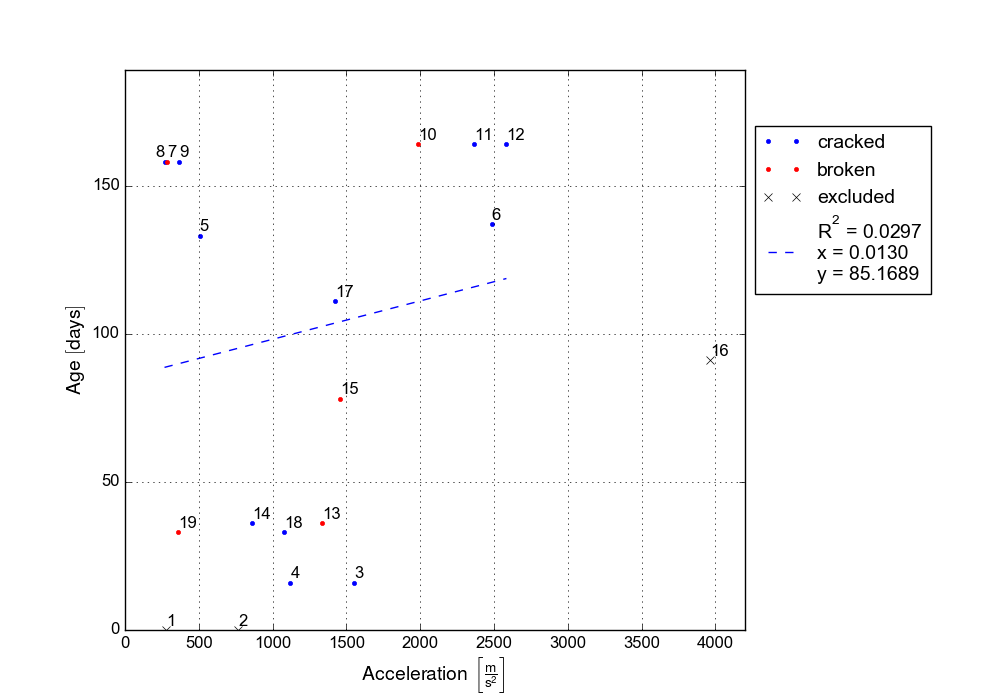 10 11 12
8 7 9
150
5 6
17
100
16
15
50
19 14 18 13
4 3
1 2
0
0 500 1000 1500 2000 2500 3000 3500 4000
Age [days]
Acceleration [m/s²]
cracked
broken
excluded
R² = 0.0297
x = 0.0130
y = 85.1689